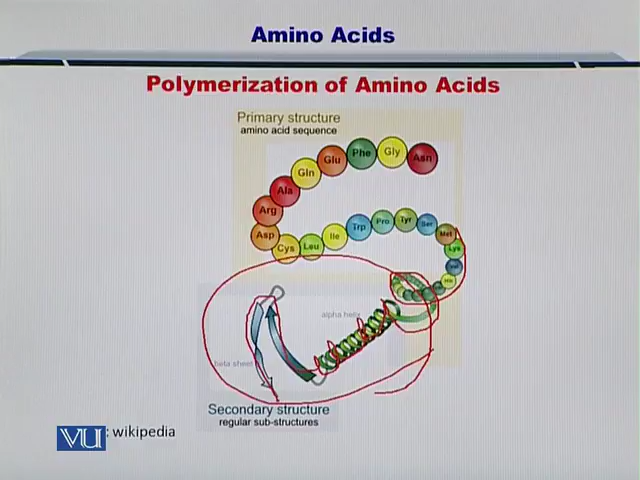 Amino Acids
Polymerization of Amino Acids
Primary structure
amino acid sequence
Asn
Gly
Phe
Glu
Gln
Ala
Arg
Asp
Cys
Leu
Ile
Trp
Pro
Tyr
Ser
Met
Lys
alpha helix
beta sheet
Secondary structure
regular sub-structures
VU : wikipedia